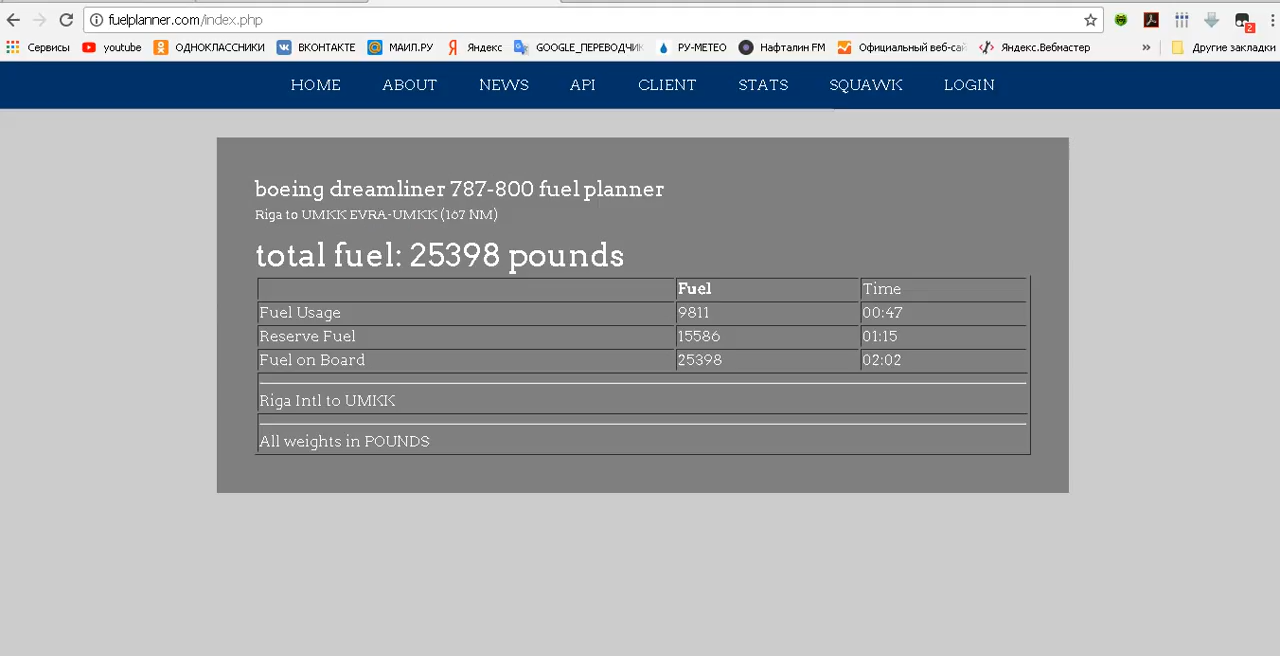 fuelplanner.com/index.php
2
Сервисы youtube ОДНОКЛАССНИКИ ВКОНТАКТЕ МАИЛ.РУ Яндекс GOOGLE_ПЕРЕВОДЧИК РУ-МЕТЕО Нафталин FM Официальный веб-сай Яндекс.Вебмастер » Другие закладки
HOME ABOUT NEWS API CLIENT STATS SQUAWK LOGIN
boeing dreamliner 787-800 fuel planner
Riga to UMKK EVRA-UMKK (167 NM)
total fuel: 25398 pounds
Fuel Time
Fuel Usage 9811 00:47
Reserve Fuel 15586 01:15
Fuel on Board 25398 02:02
Riga Intl to UMKK
All weights in POUNDS